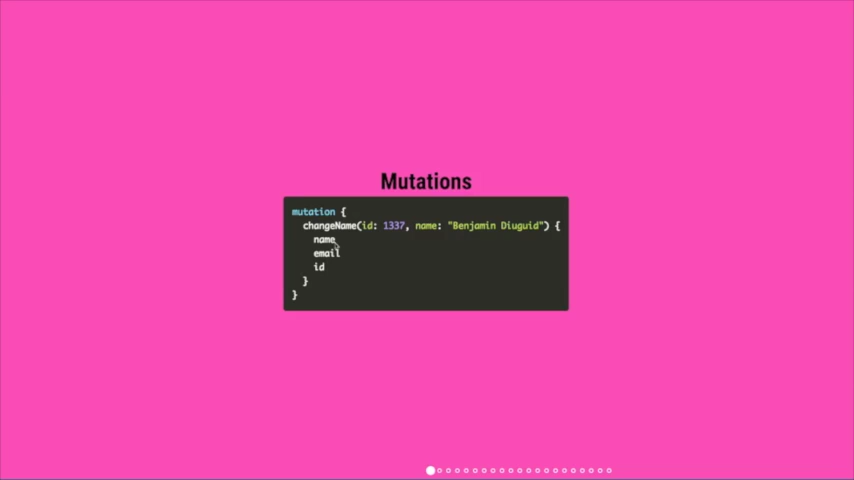 Mutations
mutation {
changeName(id: 1337, name: "Benjamin Diuguid") {
name
email
id
}
}